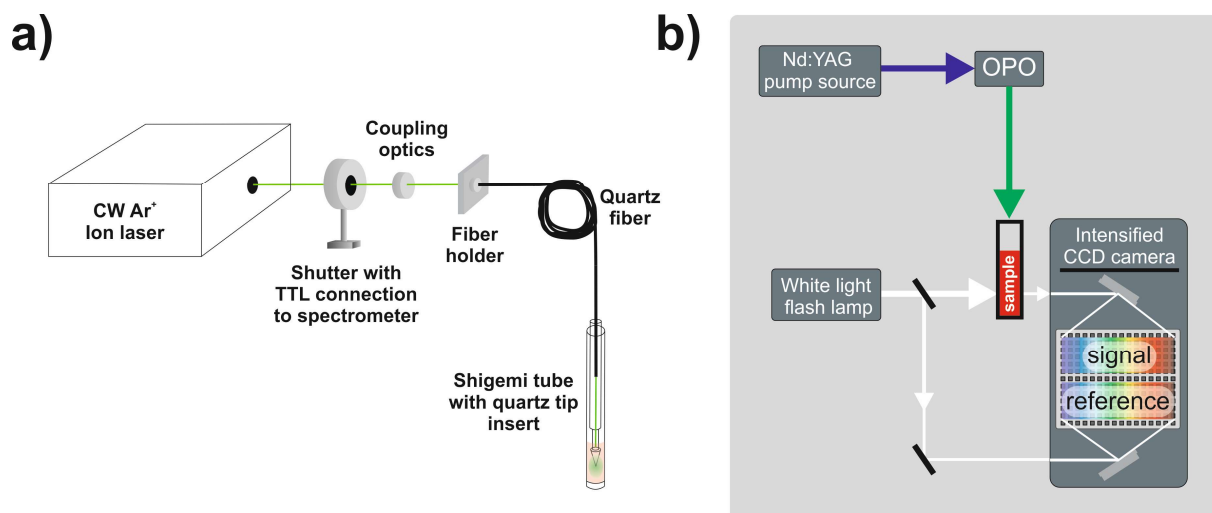 a)
CW Ar⁺
Ion laser
Shutter with
TTL connection
to spectrometer
Coupling
optics
Fiber
holder
Quartz
fiber
Shigemi tube
with quartz tip
insert
b)
Nd:YAG
pump source
OPO
White light
flash lamp
sample
Intensified
CCD camera
signal
reference